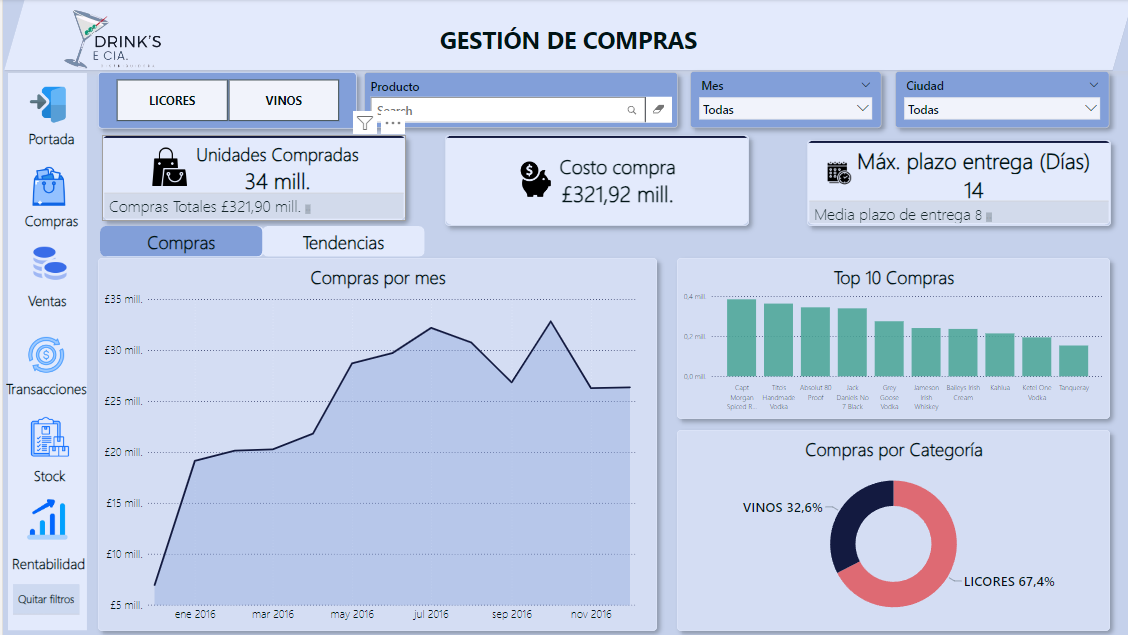 DRINK'S
E CIA.
GESTIÓN DE COMPRAS
Portada
Compras
Ventas
Transacciones
Stock
Rentabilidad
Quitar filtros
LICORES
VINOS
Producto
Search
Mes
Todas
Ciudad
Todas
Unidades Compradas
34 mill.
Compras Totales £321,90 mill.
Costo compra
£321,92 mill.
Máx. plazo entrega (Días)
14
Media plazo de entrega 8
Compras
Tendencias
Compras por mes
£35 mill.
£30 mill.
£25 mill.
£20 mill.
£15 mill.
£10 mill.
£5 mill.
ene 2016
mar 2016
may 2016
jul 2016
sep 2016
nov 2016
Top 10 Compras
0,4 mill.
0,2 mill.
0,0 mill.
Capt
Morgan
Spiced R...
Tito's
Handmade
Vodka
Absolut 80
Proof
Jack
Daniels No
7 Black
Grey
Goose
Vodka
Jameson
Irish
Whiskey
Baileys Irish
Cream
Kahlua
Ketel One
Vodka
Tanqueray
Compras por Categoría
VINOS 32,6%
LICORES 67,4%